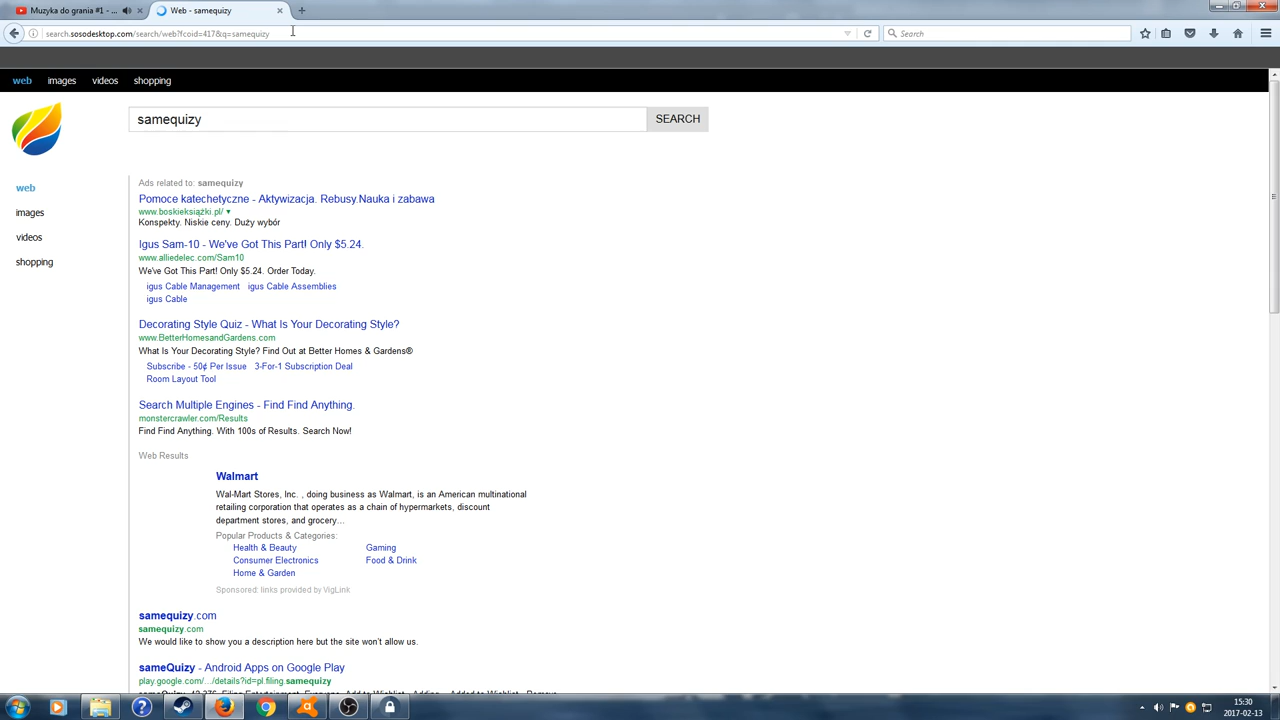 Muzyka do grania #1 - ...
Web - samequizy
search.sosodesktop.com/search/web?fcoid=417&q=samequizy
Search
web images videos shopping
samequizy
SEARCH
web
images
videos
shopping
Ads related to: samequizy
Pomoce katechetyczne - Aktywizacja. Rebusy.Nauka i zabawa
www.boskieksiążki.pl/
Konspekty. Niskie ceny. Duży wybór
Igus Sam-10 - We've Got This Part! Only $5.24.
www.alliedelec.com/Sam10
We've Got This Part! Only $5.24. Order Today.
igus Cable Management igus Cable Assemblies
igus Cable
Decorating Style Quiz - What Is Your Decorating Style?
www.BetterHomesandGardens.com
What Is Your Decorating Style? Find Out at Better Homes & Gardens®
Subscribe - 50¢ Per Issue 3-For-1 Subscription Deal
Room Layout Tool
Search Multiple Engines - Find Find Anything.
monstercrawler.com/Results
Find Find Anything. With 100s of Results. Search Now!
Web Results
Walmart
Wal-Mart Stores, Inc. , doing business as Walmart, is an American multinational
retailing corporation that operates as a chain of hypermarkets, discount
department stores, and grocery...
Popular Products & Categories:
Health & Beauty Gaming
Consumer Electronics Food & Drink
Home & Garden
Sponsored: links provided by VigLink
samequizy.com
samequizy.com
We would like to show you a description here but the site won't allow us.
sameQuizy - Android Apps on Google Play
play.google.com/.../details?id=pl.filing.samequizy
15:30
2017-02-13